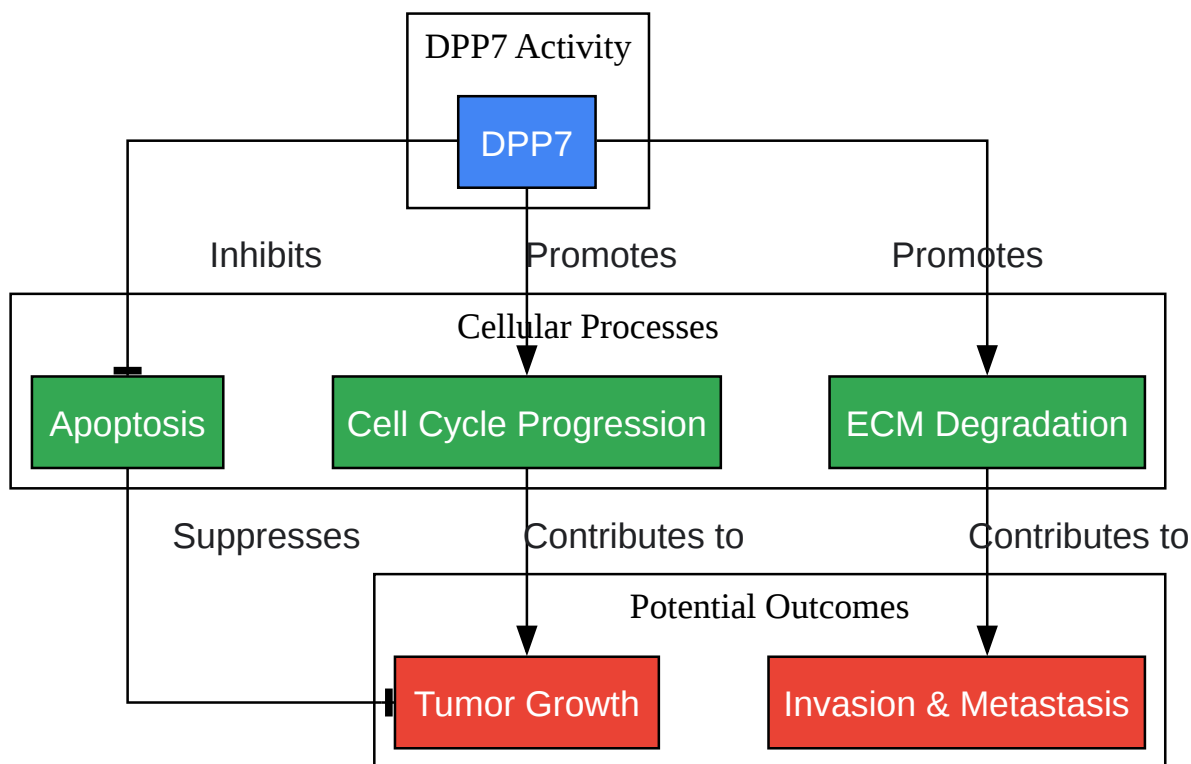 DPP7 Activity
DPP7
Inhibits
Promotes
Promotes
Cellular Processes
Apoptosis
Cell Cycle Progression
ECM Degradation
Suppresses
Contributes to
Contributes to
Potential Outcomes
Tumor Growth
Invasion & Metastasis